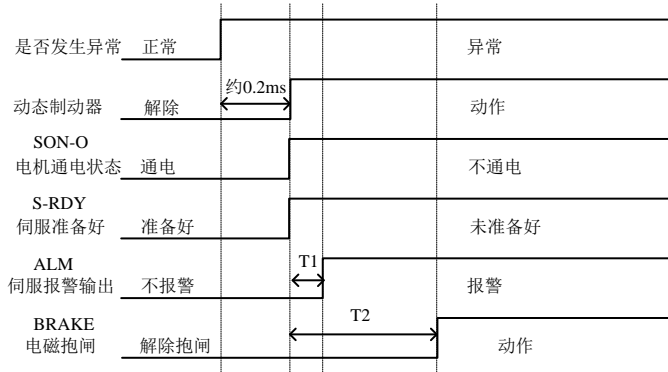 是否发生异常 正常 异常
约0.2ms
动态制动器 解除 动作
SON-O
电机通电状态 通电 不通电
S-RDY
伺服准备好 准备好 未准备好
ALM T1
伺服报警输出 不报警 报警
BRAKE T2
电磁抱闸 解除抱闸 动作